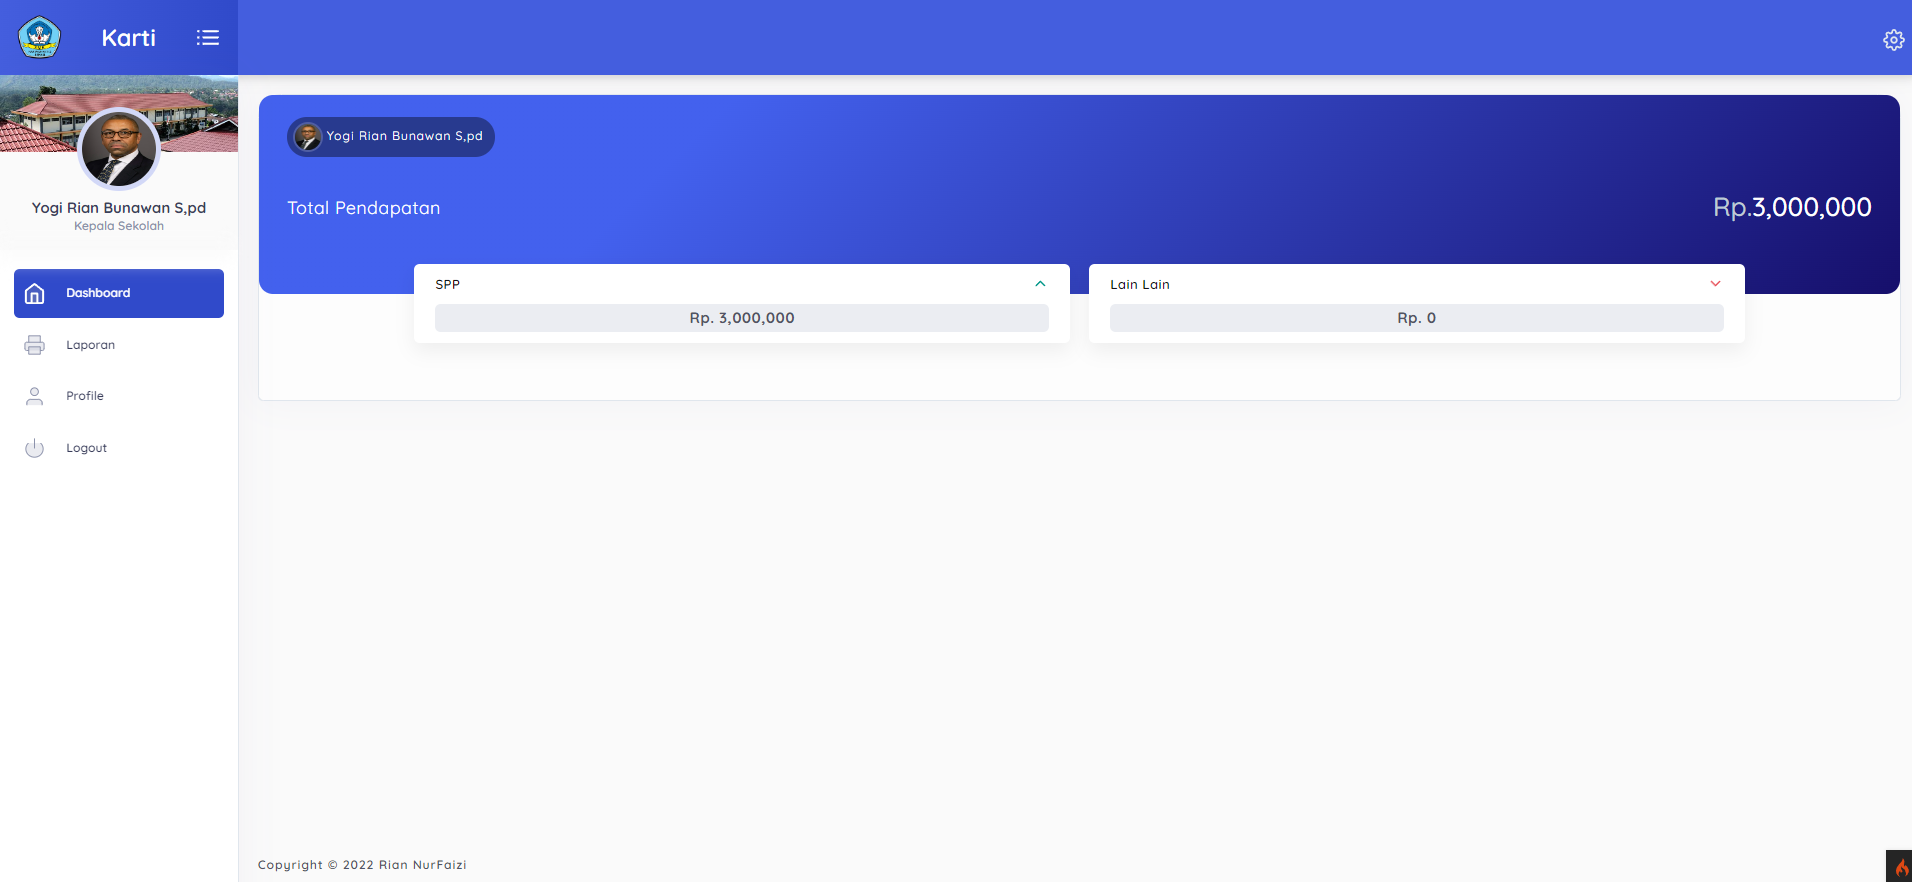 Karti
Yogi Rian Bunawan S,pd
Kepala Sekolah
Dashboard
Laporan
Profile
Logout
Yogi Rian Bunawan S,pd
Total Pendapatan
Rp.3,000,000
SPP
Rp. 3,000,000
Lain Lain
Rp. 0
Copyright © 2022 Rian NurFaizi